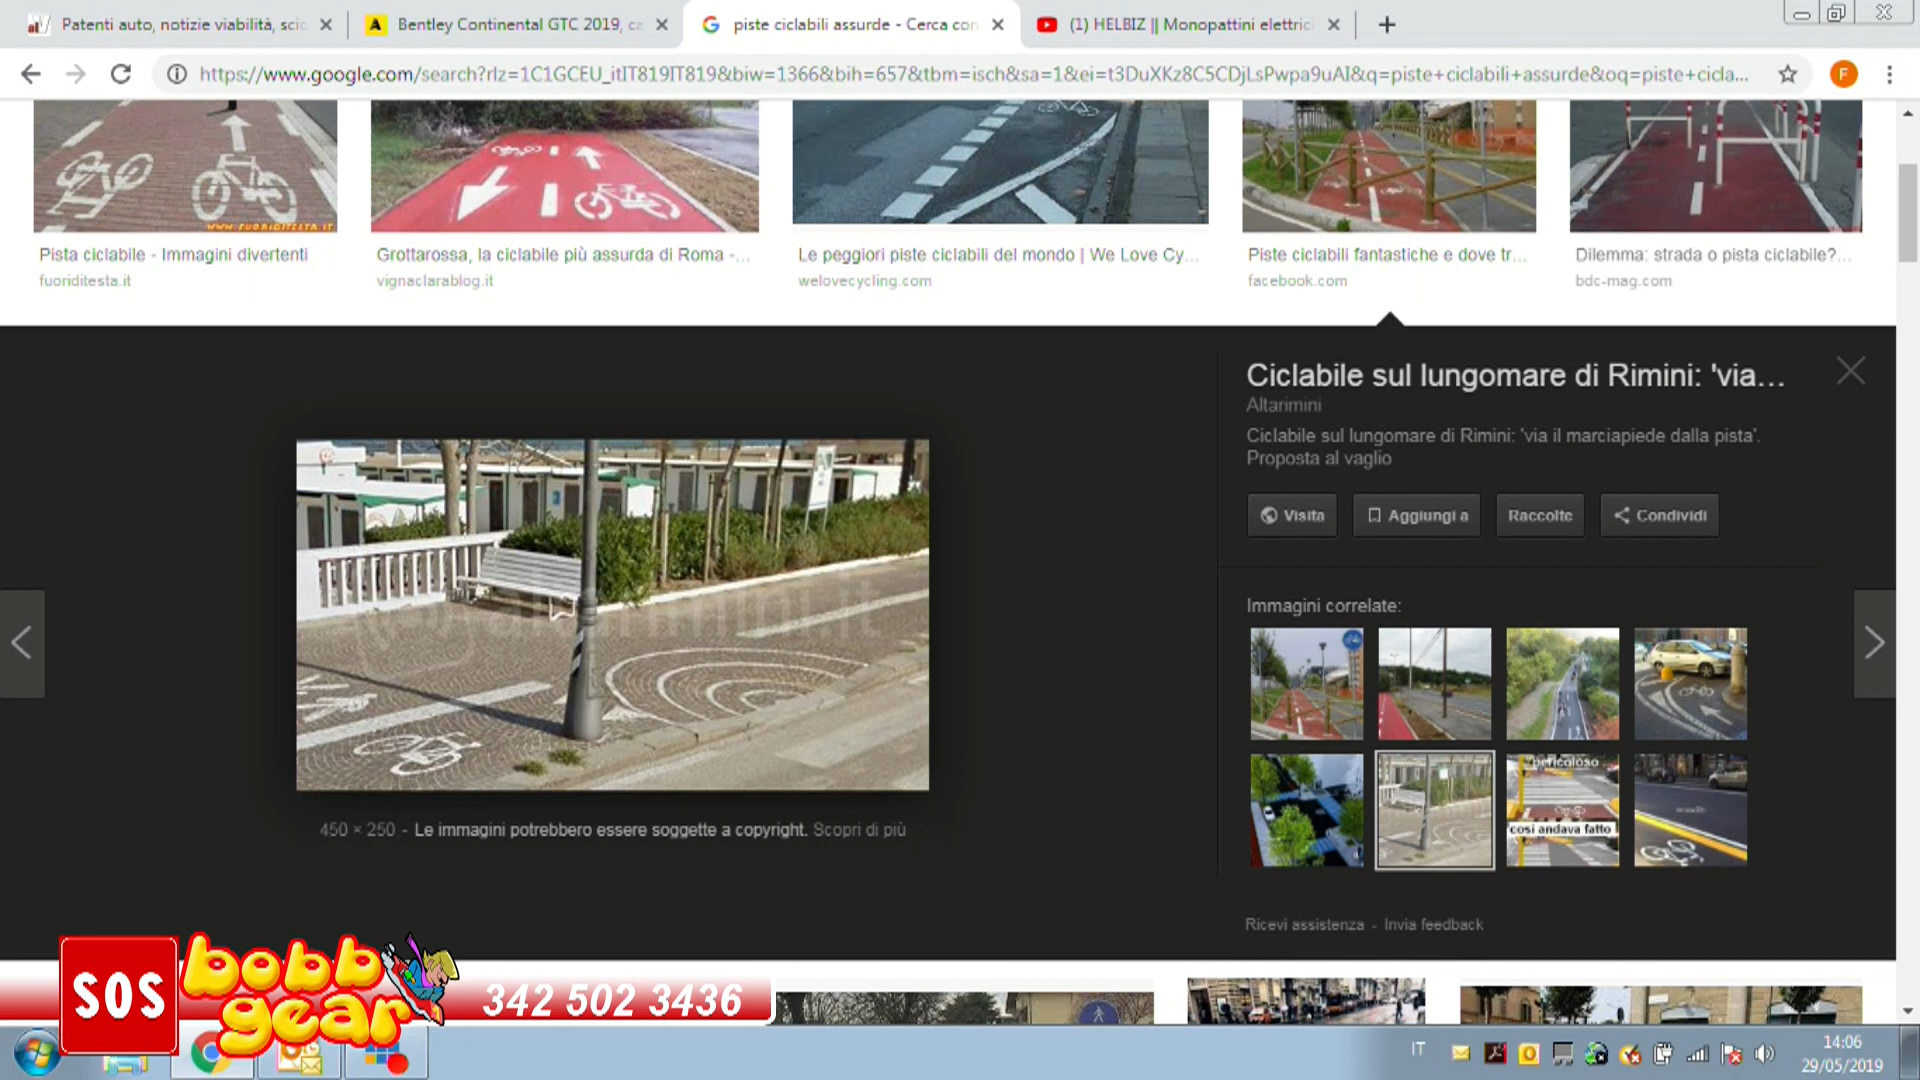 Patenti auto, notizie viabilità, scio
Bentley Continental GTC 2019, ca
piste ciclabili assurde - Cerca con
(1) HELBIZ || Monopattini elettrici
https://www.google.com/search?rlz=1C1GCEU_itIT819IT819&biw=1366&bih=657&tbm=isch&sa=1&ei=t3DuXKz8C5CDjLsPwpa9uAI&q=piste+ciclabili+assurde&oq=piste+cicla...
F
WWW.FUORIDITESTA.IT
Pista ciclabile - Immagini divertenti
fuoriditesta.it
Grottarossa, la ciclabile più assurda di Roma -...
vignaclarablog.it
Le peggiori piste ciclabili del mondo | We Love Cy...
welovecycling.com
Piste ciclabili fantastiche e dove tr...
facebook.com
Dilemma: strada o pista ciclabile?...
bdc-mag.com
Ciclabile sul lungomare di Rimini: 'via...
Altarimini
Ciclabile sul lungomare di Rimini: 'via il marciapiede dalla pista'.
Proposta al vaglio
Visita
Aggiungi a
Raccolte
Condividi
Immagini correlate:
pericoloso
così andava fatto
450 × 250 - Le immagini potrebbero essere soggette a copyright. Scopri di più
Ricevi assistenza - Invia feedback
SOS
bobb
gear
342 502 3436
IT
14:06
29/05/2019